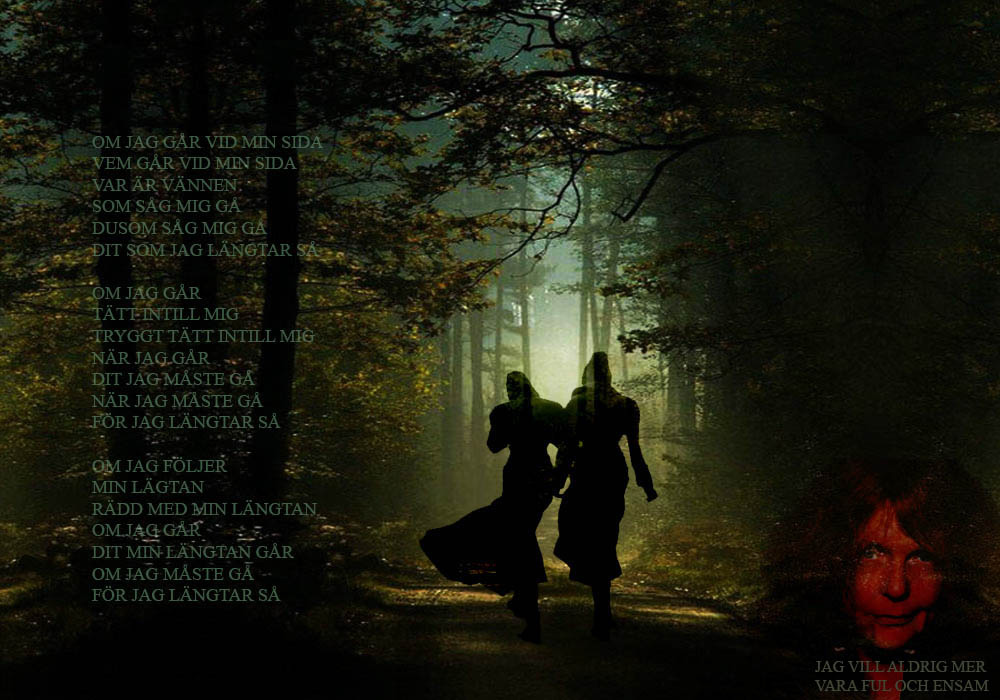 OM JAG GÅR VID MIN SIDA
VEM GÅR VID MIN SIDA
VAR ÄR VÄNNEN
SOM SÅG MIG GÅ
DUSOM SÅG MIG GÅ
DIT SOM JAG LÄNGTAR SÅ

OM JAG GÅR
TÄTT INTILL MIG
TRYGGT TÄTT INTILL MIG
NÄR JAG GÅR
DIT JAG MÅSTE GÅ
NÄR JAG MÅSTE GÅ
FÖR JAG LÄNGTAR SÅ

OM JAG FÖLJER
MIN LÄGTAN
RÄDD MED MIN LÄNGTAN
OM JAG GÅR
DIT MIN LÄNGTAN GÅR
OM JAG MÅSTE GÅ
FÖR JAG LÄNGTAR SÅ

JAG VILL ALDRIG MER
VARA FUL OCH ENSAM